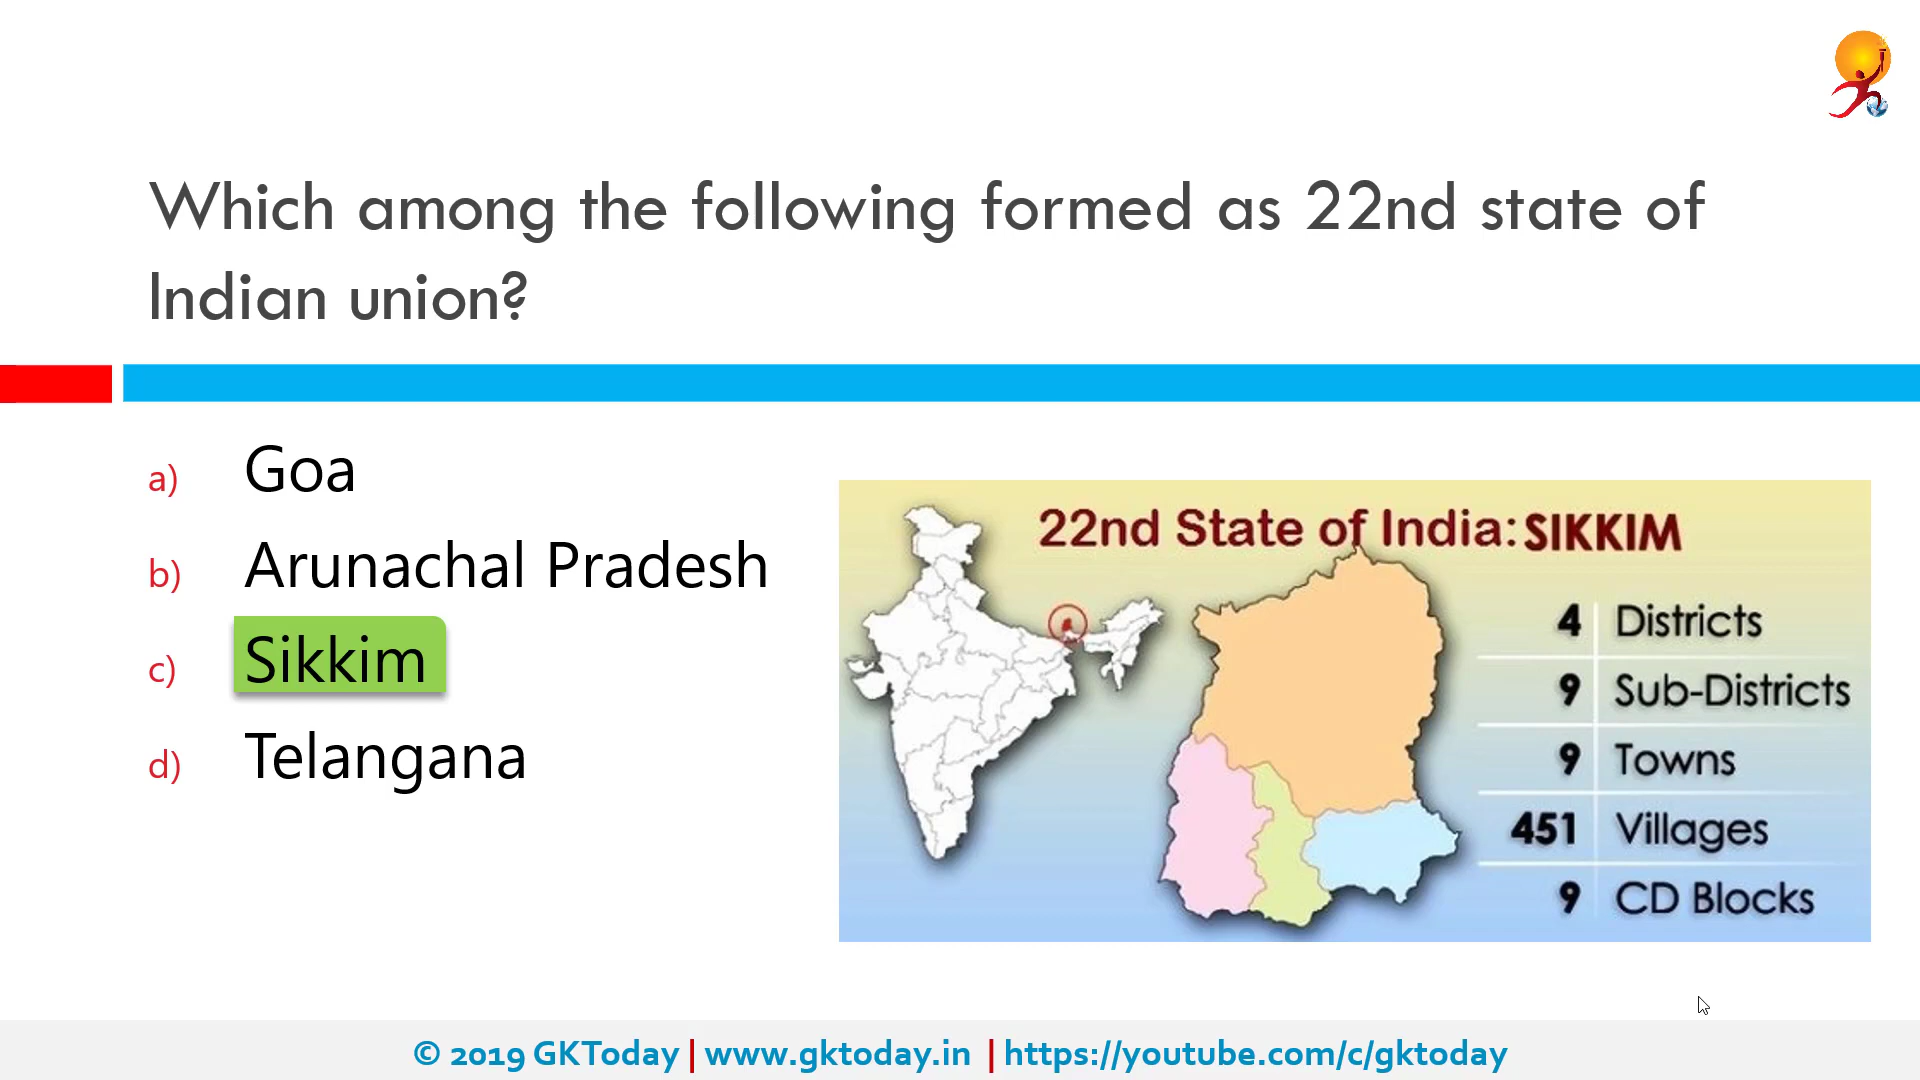 Which among the following formed as 22nd state of
Indian union?
a) Goa
b) Arunachal Pradesh
c) Sikkim
d) Telangana
22nd State of India: SIKKIM
4 Districts
9 Sub-Districts
9 Towns
451 Villages
9 CD Blocks
© 2019 GKToday | www.gktoday.in | https://youtube.com/c/gktoday